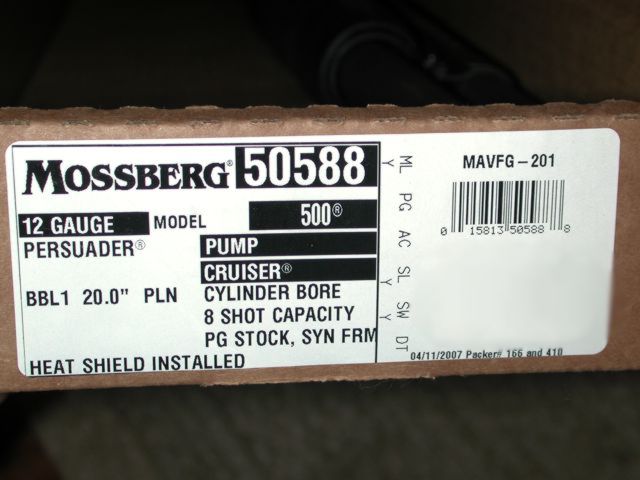 MOSSBERG® 50588
12 GAUGE MODEL 500®
PERSUADER® PUMP
CRUISER®
BBL1 20.0" PLN CYLINDER BORE
8 SHOT CAPACITY
PG STOCK, SYN FRM
HEAT SHIELD INSTALLED
ML PG AC SL SW DT
Y Y Y
MAVFG-201
0 15813 50588 8
04/11/2007 Packer# 166 and 410